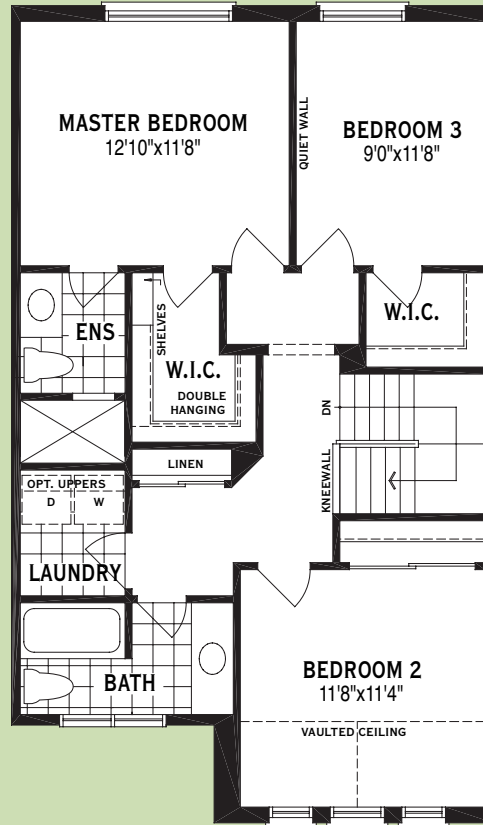 MASTER BEDROOM
12'10"x11'8"
QUIET WALL
BEDROOM 3
9'0"x11'8"
ENS
SHELVES
W.I.C.
DOUBLE
HANGING
W.I.C.
DN
KNEEWALL
LINEN
OPT. UPPERS
D
W
LAUNDRY
BATH
BEDROOM 2
11'8"x11'4"
VAULTED CEILING